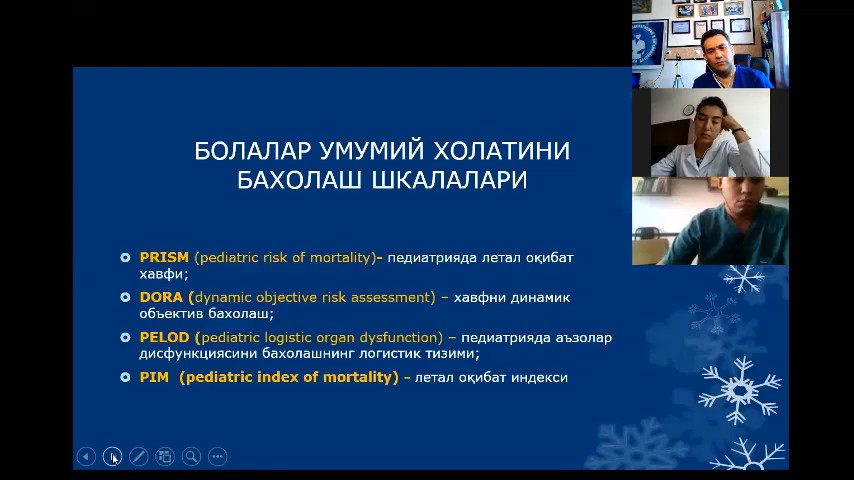 БОЛАЛАР УМУМИЙ ХОЛАТИНИ
БАХОЛАШ ШКАЛАЛАРИ
PRISM (pediatric risk of mortality)- педиатрияда летал оқибат
хавфи;
DORA (dynamic objective risk assessment) – хавфни динамик
объектив бахолаш;
PELOD (pediatric logistic organ dysfunction) – педиатрияда аъзолар
дисфункциясини бахолашнинг логистик тизими;
PIM (pediatric index of mortality) – летал оқибат индекси